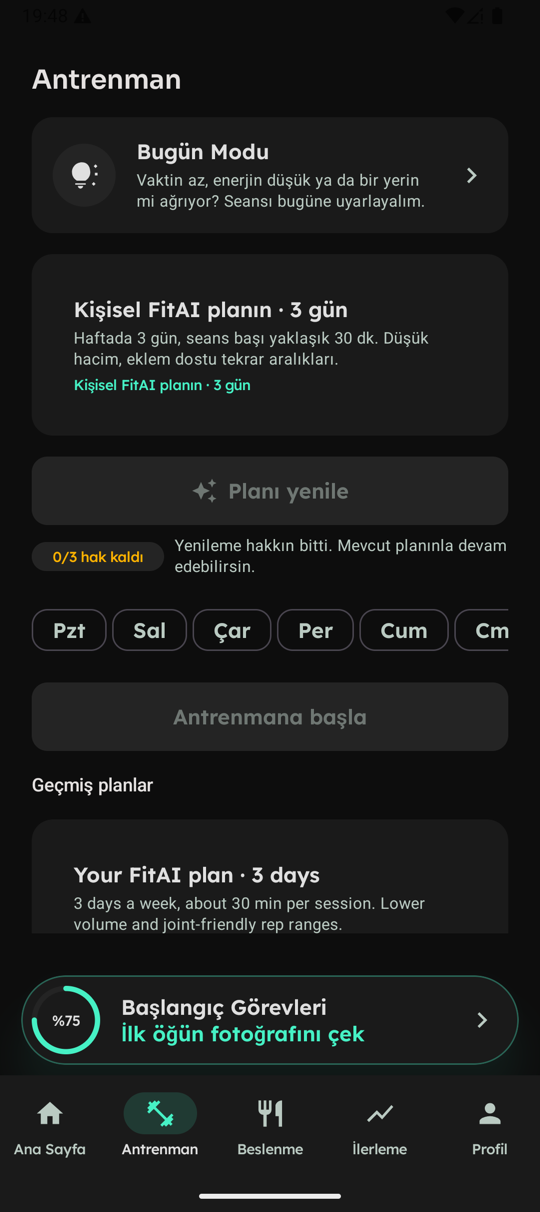 19:48
Antrenman
Bugün Modu
Vaktin az, enerjin düşük ya da bir yerin
mi ağrıyor? Seansı bugüne uyarlayalım.
Kişisel FitAI planın · 3 gün
Haftada 3 gün, seans başı yaklaşık 30 dk. Düşük
hacim, eklem dostu tekrar aralıkları.
Kişisel FitAI planın · 3 gün
Planı yenile
0/3 hak kaldı
Yenileme hakkın bitti. Mevcut planınla devam
edebilirsin.
Pzt Sal Çar Per Cum Cm
Antrenmana başla
Geçmiş planlar
Your FitAI plan · 3 days
3 days a week, about 30 min per session. Lower
volume and joint-friendly rep ranges.
%75
Başlangıç Görevleri
İlk öğün fotoğrafını çek
Ana Sayfa Antrenman Beslenme İlerleme Profil